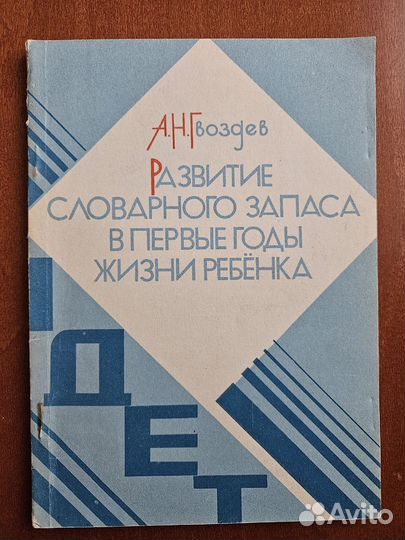 А.Н.Гвоздев
РАЗВИТИЕ
СЛОВАРНОГО ЗАПАСА
В ПЕРВЫЕ ГОДЫ
ЖИЗНИ РЕБЁНКА
ДЕТ
Avito